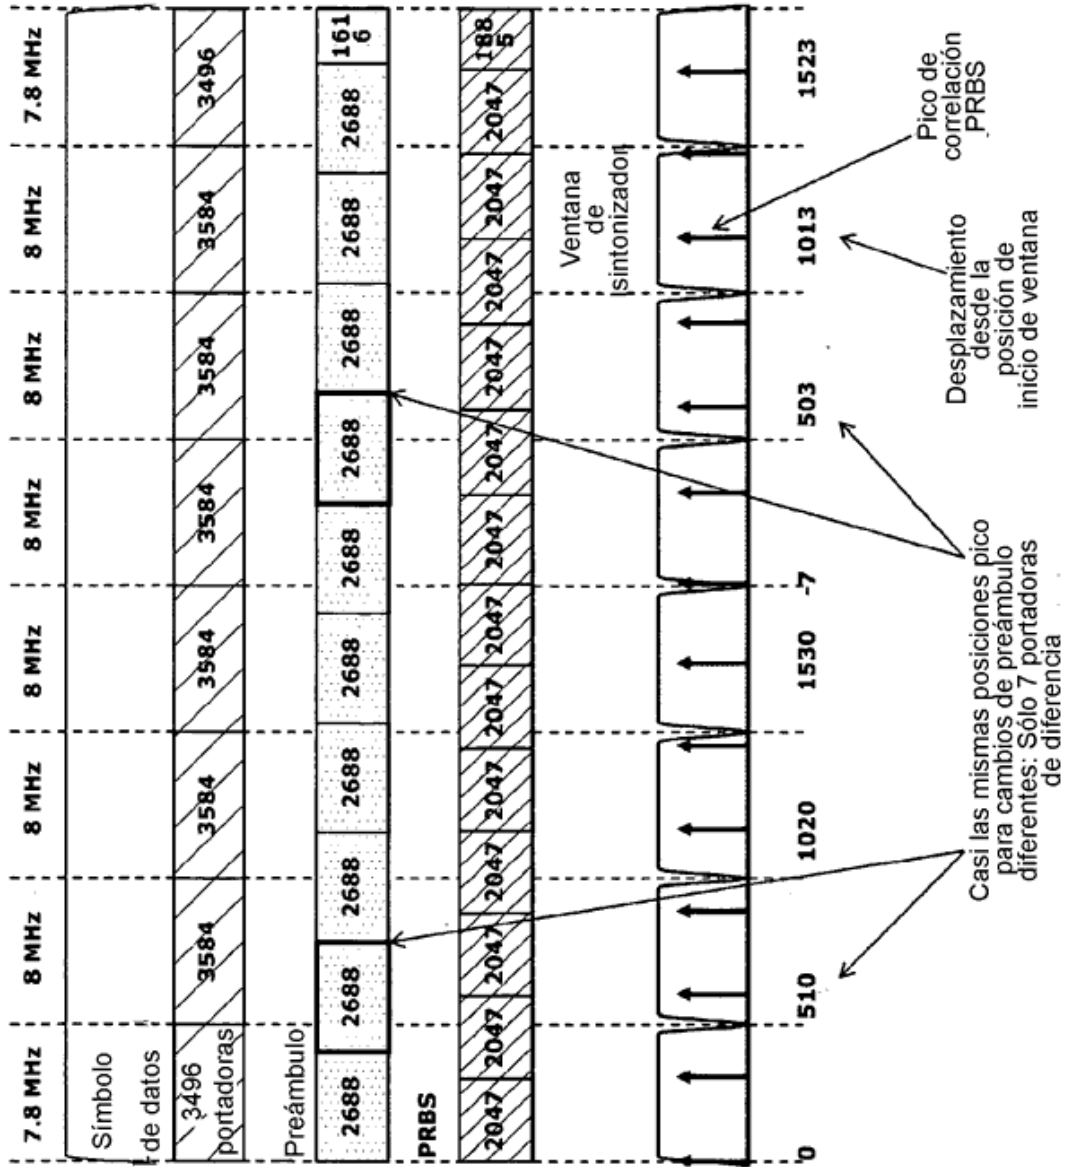 7.8 MHz 8 MHz 8 MHz 8 MHz 8 MHz 8 MHz 8 MHz 7.8 MHz
Símbolo
de datos
3496
portadoras
3584 3584 3584 3584 3584 3584 3496
Preámbulo
2688 2688 2688 2688 2688 2688 2688 2688 2688 2688
161
6
PRBS
2047 2047 2047 2047 2047 2047 2047 2047 2047 2047 2047 2047 2047
188
5
Ventana
de
sintonizador
0 510 1020 1530 -7 503 1013 1523
Casi las mismas posiciones pico
para cambios de preámbulo
diferentes: Sólo 7 portadoras
de diferencia
Desplazamiento
desde la
posición de
inicio de ventana
Pico de
correlación
PRBS